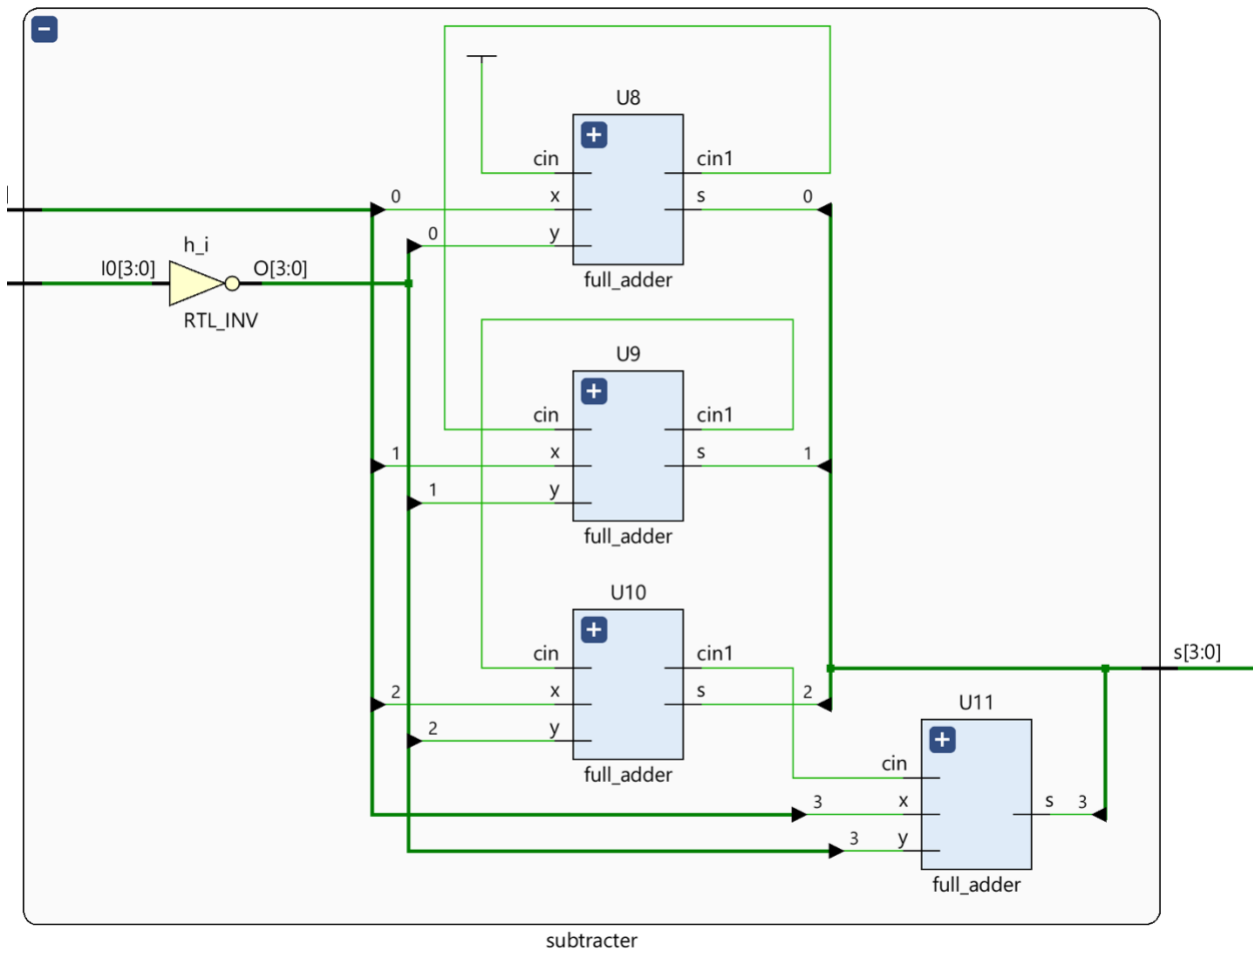 U8
cin
cin1
0
x
s
0
0
y
h_i
I0[3:0]
O[3:0]
full_adder
RTL_INV
U9
cin
cin1
1
x
s
1
1
y
full_adder
U10
cin
cin1
s[3:0]
2
x
s
2
2
y
U11
full_adder
cin
3
x
s
3
3
y
full_adder
subtracter